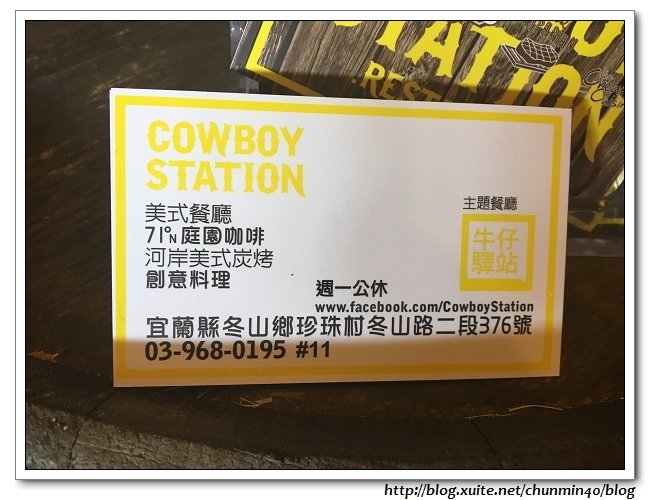 STATION
REST
COWBOY
STATION
美式餐廳
71°N庭園咖啡
河岸美式炭烤
創意料理
主題餐廳
牛仔
驛站
週一公休
www.facebook.com/CowboyStation
宜蘭縣冬山鄉珍珠村冬山路二段376號
03-968-0195 #11
http://blog.xuite.net/chunmin40/blog